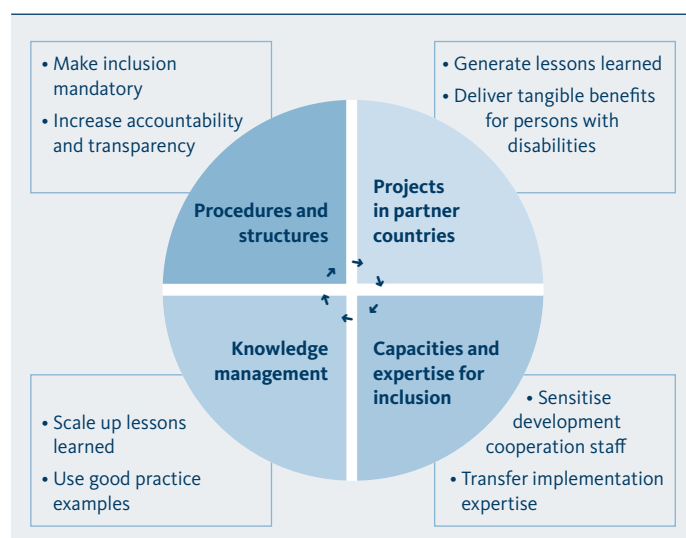 • Make inclusion
mandatory
• Increase accountability
and transparency
• Generate lessons learned
• Deliver tangible benefits
for persons with
disabilities
Procedures and
structures
Projects
in partner
countries
Knowledge
management
Capacities and
expertise for
inclusion
• Scale up lessons
learned
• Use good practice
examples
• Sensitise
development
cooperation staff
• Transfer implementation
expertise